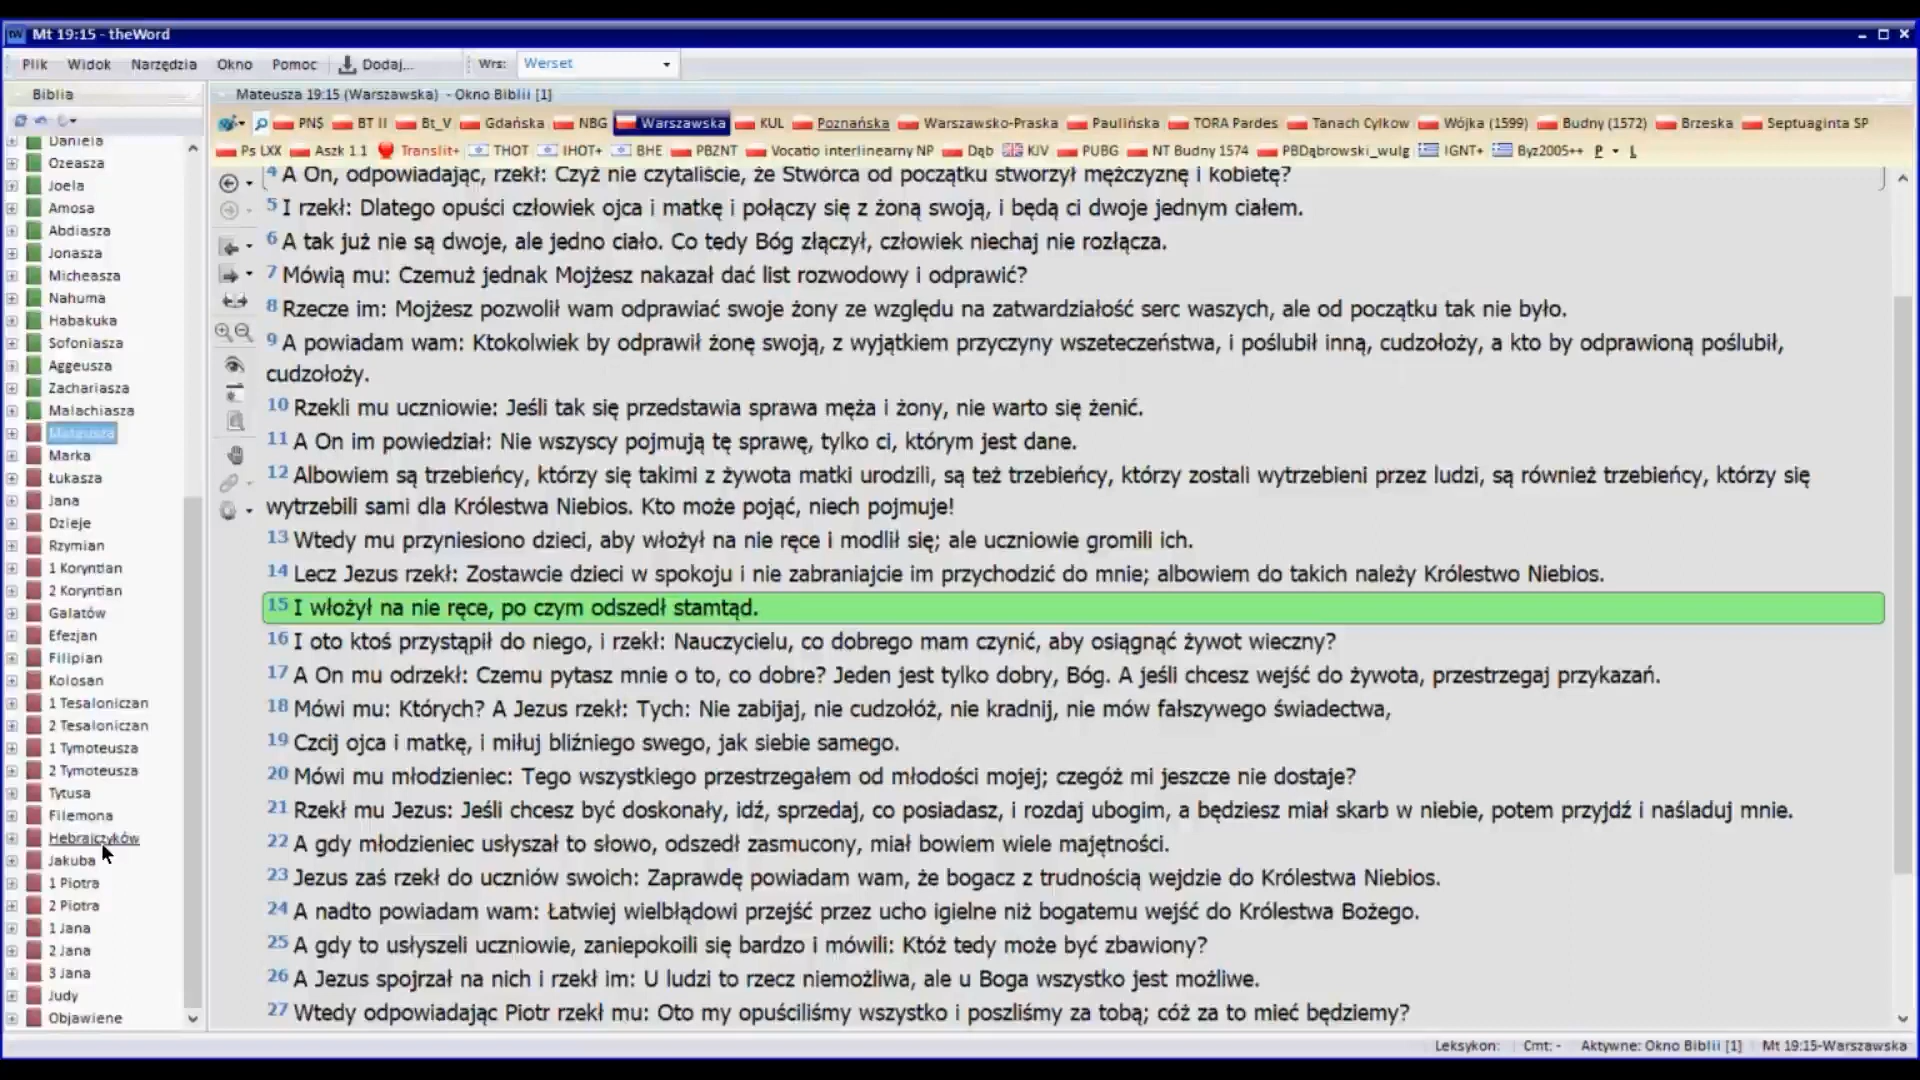 Mt 19:15 - theWord
Plik Widok Narzędzia Okno Pomoc Dodaj... Wrs: Werset
Biblia
Mateusza 19:15 (Warszawska) - Okno Biblii [1]
PNŚ BT II Bt_V Gdańska NBG Warszawska KUL Poznańska Warszawsko-Praska Paulińska TORA Pardes Tanach Cylkow Wójka (1599) Budny (1572) Brzeska Septuaginta SP
Ps LXX Aszk 1.1 Translit+ THOT IHOT+ BHE PBZNT Vocatio interlinearny NP Dąb KJV PUBG NT Budny 1574 PBDąbrowski_wulg IGNT+ Byz2005++ P L
Daniela
Ozeasza
Joela
Amosa
Abdiasza
Jonasza
Micheasza
Nahuma
Habakuka
Sofoniasza
Aggeusza
Zachariasza
Malachiasza
Mateusza
Marka
Łukasza
Jana
Dzieje
Rzymian
1 Koryntian
2 Koryntian
Galatów
Efezjan
Filipian
Kolosan
1 Tesaloniczan
2 Tesaloniczan
1 Tymoteusza
2 Tymoteusza
Tytusa
Filemona
Hebrajczyków
Jakuba
1 Piotra
2 Piotra
1 Jana
2 Jana
3 Jana
Judy
Objawiene
4 A On, odpowiadając, rzekł: Czyż nie czytaliście, że Stwórca od początku stworzył mężczyznę i kobietę?
5 I rzekł: Dlatego opuści człowiek ojca i matkę i połączy się z żoną swoją, i będą ci dwoje jednym ciałem.
6 A tak już nie są dwoje, ale jedno ciało. Co tedy Bóg złączył, człowiek niechaj nie rozłącza.
7 Mówią mu: Czemuż jednak Mojżesz nakazał dać list rozwodowy i odprawić?
8 Rzecze im: Mojżesz pozwolił wam odprawiać swoje żony ze względu na zatwardziałość serc waszych, ale od początku tak nie było.
9 A powiadam wam: Ktokolwiek by odprawił żonę swoją, z wyjątkiem przyczyny wszeteczeństwa, i poślubił inną, cudzołoży, a kto by odprawioną poślubił,
cudzołoży.
10 Rzekli mu uczniowie: Jeśli tak się przedstawia sprawa męża i żony, nie warto się żenić.
11 A On im powiedział: Nie wszyscy pojmują tę sprawę, tylko ci, którym jest dane.
12 Albowiem są trzebieńcy, którzy się takimi z żywota matki urodzili, są też trzebieńcy, którzy zostali wytrzebieni przez ludzi, są również trzebieńcy, którzy się
wytrzebili sami dla Królestwa Niebios. Kto może pojąć, niech pojmuje!
13 Wtedy mu przyniesiono dzieci, aby włożył na nie ręce i modlił się; ale uczniowie gromili ich.
14 Lecz Jezus rzekł: Zostawcie dzieci w spokoju i nie zabraniajcie im przychodzić do mnie; albowiem do takich należy Królestwo Niebios.
15 I włożył na nie ręce, po czym odszedł stamtąd.
16 I oto ktoś przystąpił do niego, i rzekł: Nauczycielu, co dobrego mam czynić, aby osiągnąć żywot wieczny?
17 A On mu odrzekł: Czemu pytasz mnie o to, co dobre? Jeden jest tylko dobry, Bóg. A jeśli chcesz wejść do żywota, przestrzegaj przykazań.
18 Mówi mu: Których? A Jezus rzekł: Tych: Nie zabijaj, nie cudzołóż, nie kradnij, nie mów fałszywego świadectwa,
19 Czcij ojca i matkę, i miłuj bliźniego swego, jak siebie samego.
20 Mówi mu młodzieniec: Tego wszystkiego przestrzegałem od młodości mojej; czegóż mi jeszcze nie dostaje?
21 Rzekł mu Jezus: Jeśli chcesz być doskonały, idź, sprzedaj, co posiadasz, i rozdaj ubogim, a będziesz miał skarb w niebie, potem przyjdź i naśladuj mnie.
22 A gdy młodzieniec usłyszał to słowo, odszedł zasmucony, miał bowiem wiele majętności.
23 Jezus zaś rzekł do uczniów swoich: Zaprawdę powiadam wam, że bogacz z trudnością wejdzie do Królestwa Niebios.
24 A nadto powiadam wam: Łatwiej wielbłądowi przejść przez ucho igielne niż bogatemu wejść do Królestwa Bożego.
25 A gdy to usłyszeli uczniowie, zaniepokoili się bardzo i mówili: Któż tedy może być zbawiony?
26 A Jezus spojrzał na nich i rzekł im: U ludzi to rzecz niemożliwa, ale u Boga wszystko jest możliwe.
27 Wtedy odpowiadając Piotr rzekł mu: Oto my opuściliśmy wszystko i poszliśmy za tobą; cóż za to mieć będziemy?
Leksykon: Cmt: - Aktywne: Okno Biblii [1] Mt 19:15-Warszawska